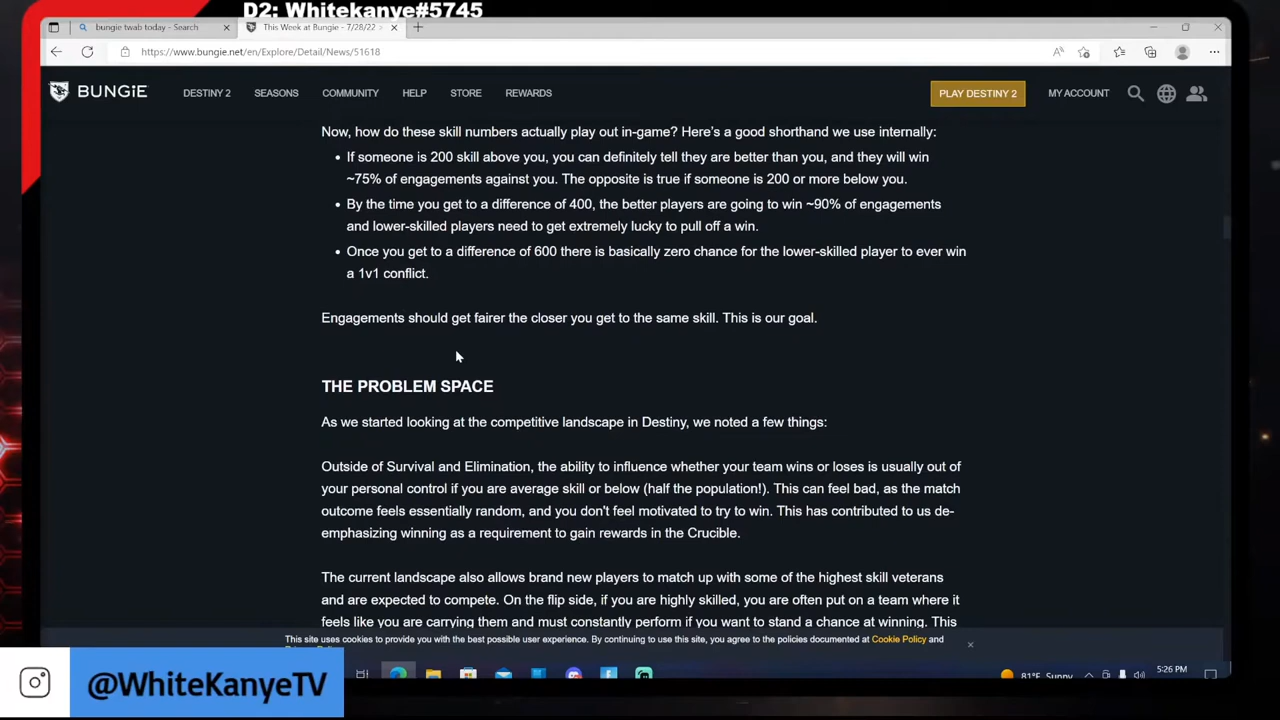 D2: Whitekanye#5745
bungie twab today - Search
This Week at Bungie - 7/28/22
https://www.bungie.net/en/Explore/Detail/News/51618
BUNGiE
DESTINY 2
SEASONS
COMMUNITY
HELP
STORE
REWARDS
PLAY DESTINY 2
MY ACCOUNT
Now, how do these skill numbers actually play out in-game? Here's a good shorthand we use internally:
• If someone is 200 skill above you, you can definitely tell they are better than you, and they will win
~75% of engagements against you. The opposite is true if someone is 200 or more below you.
• By the time you get to a difference of 400, the better players are going to win ~90% of engagements
and lower-skilled players need to get extremely lucky to pull off a win.
• Once you get to a difference of 600 there is basically zero chance for the lower-skilled player to ever win
a 1v1 conflict.
Engagements should get fairer the closer you get to the same skill. This is our goal.
THE PROBLEM SPACE
As we started looking at the competitive landscape in Destiny, we noted a few things:
Outside of Survival and Elimination, the ability to influence whether your team wins or loses is usually out of
your personal control if you are average skill or below (half the population!). This can feel bad, as the match
outcome feels essentially random, and you don't feel motivated to try to win. This has contributed to us de-
emphasizing winning as a requirement to gain rewards in the Crucible.
The current landscape also allows brand new players to match up with some of the highest skill veterans
and are expected to compete. On the flip side, if you are highly skilled, you are often put on a team where it
feels like you are carrying them and must constantly perform if you want to stand a chance at winning. This
This site uses cookies to provide you with the best possible user experience. By continuing to use this site, you agree to the policies documented at Cookie Policy and
@WhiteKanyeTV
81°F Sunny
5:26 PM